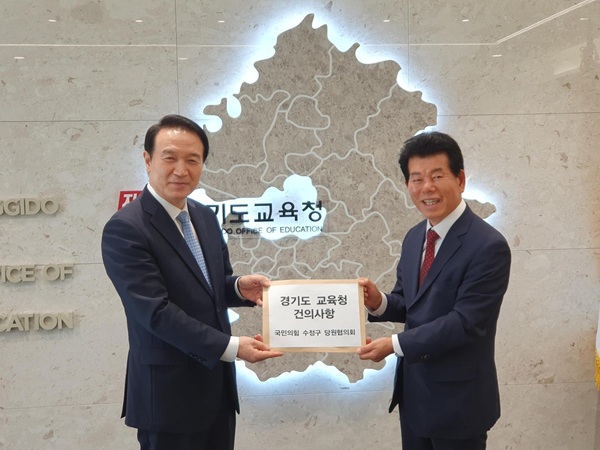 GGIDO
ICE OF
CATION
기도교육청
DO OFFICE OF EDUCATION
경기도 교육청
건의사항
국민의힘 수정구 당원협의회